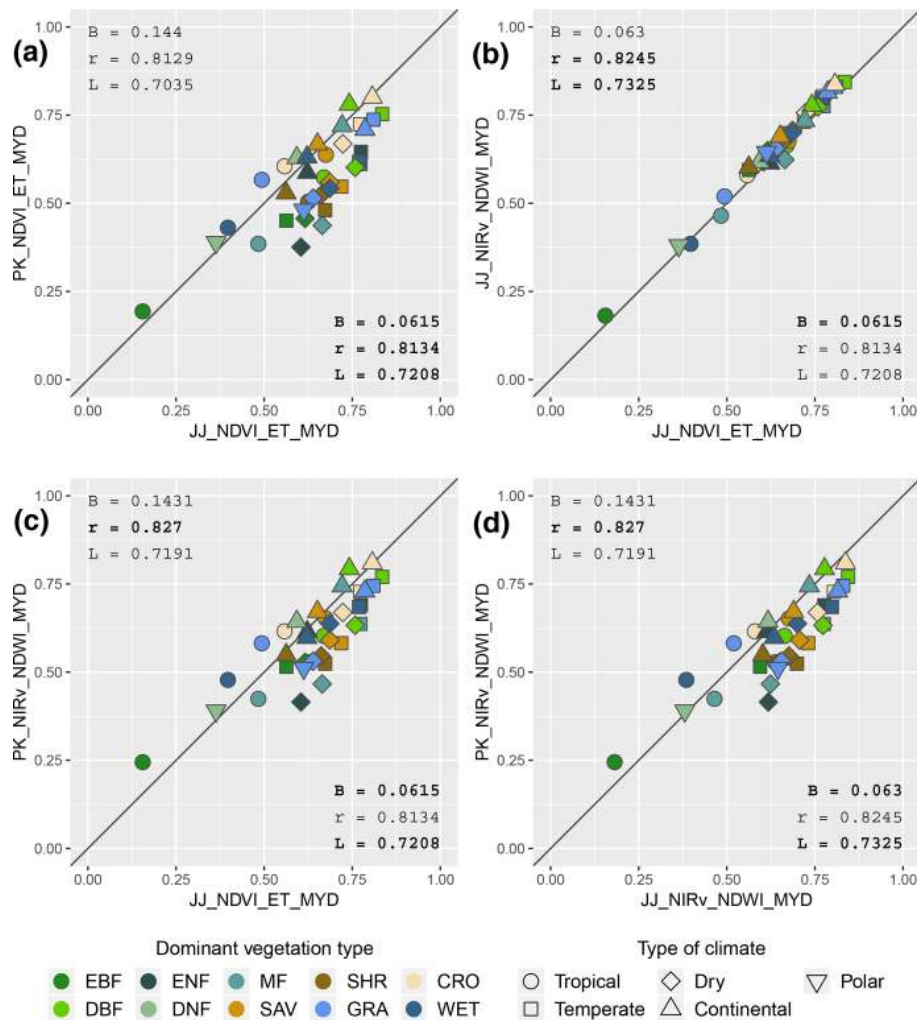 (a)
B = 0.144
r = 0.8129
L = 0.7035
1.00
0.75
0.50
0.25
0.00
PK_NDVI_ET_MYD
B = 0.0615
r = 0.8134
L = 0.7208
0.00 0.25 0.50 0.75 1.00
JJ_NDVI_ET_MYD
(b)
B = 0.063
r = 0.8245
L = 0.7325
1.00
0.75
0.50
0.25
0.00
JJ_NIRv_NDWI_MYD
B = 0.0615
r = 0.8134
L = 0.7208
0.00 0.25 0.50 0.75 1.00
JJ_NDVI_ET_MYD
(c)
B = 0.1431
r = 0.827
L = 0.7191
1.00
0.75
0.50
0.25
0.00
PK_NIRv_NDWI_MYD
B = 0.0615
r = 0.8134
L = 0.7208
0.00 0.25 0.50 0.75 1.00
JJ_NDVI_ET_MYD
(d)
B = 0.1431
r = 0.827
L = 0.7191
1.00
0.75
0.50
0.25
0.00
PK_NIRv_NDWI_MYD
B = 0.063
r = 0.8245
L = 0.7325
0.00 0.25 0.50 0.75 1.00
JJ_NIRv_NDWI_MYD
Dominant vegetation type
EBF ENF MF SHR CRO
DBF DNF SAV GRA WET
Type of climate
Tropical Dry Polar
Temperate Continental